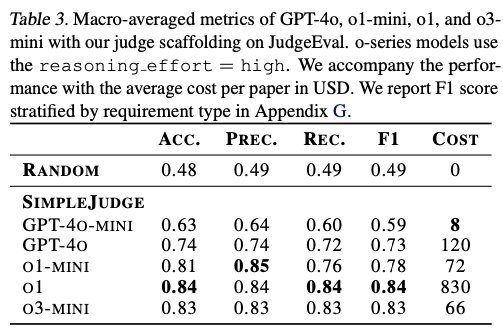 Table 3. Macro-averaged metrics of GPT-4o, o1-mini, o1, and o3-
mini with our judge scaffolding on JudgeEval. o-series models use
the reasoning_effort = high. We accompany the perfor-
mance with the average cost per paper in USD. We report F1 score
stratified by requirement type in Appendix G.
ACC. PREC. REC. F1 COST
RANDOM 0.48 0.49 0.49 0.49 0
SIMPLEJUDGE
GPT-4O-MINI 0.63 0.64 0.60 0.59 8
GPT-4O 0.74 0.74 0.72 0.73 120
O1-MINI 0.81 0.85 0.76 0.78 72
O1 0.84 0.84 0.84 0.84 830
O3-MINI 0.83 0.83 0.83 0.83 66